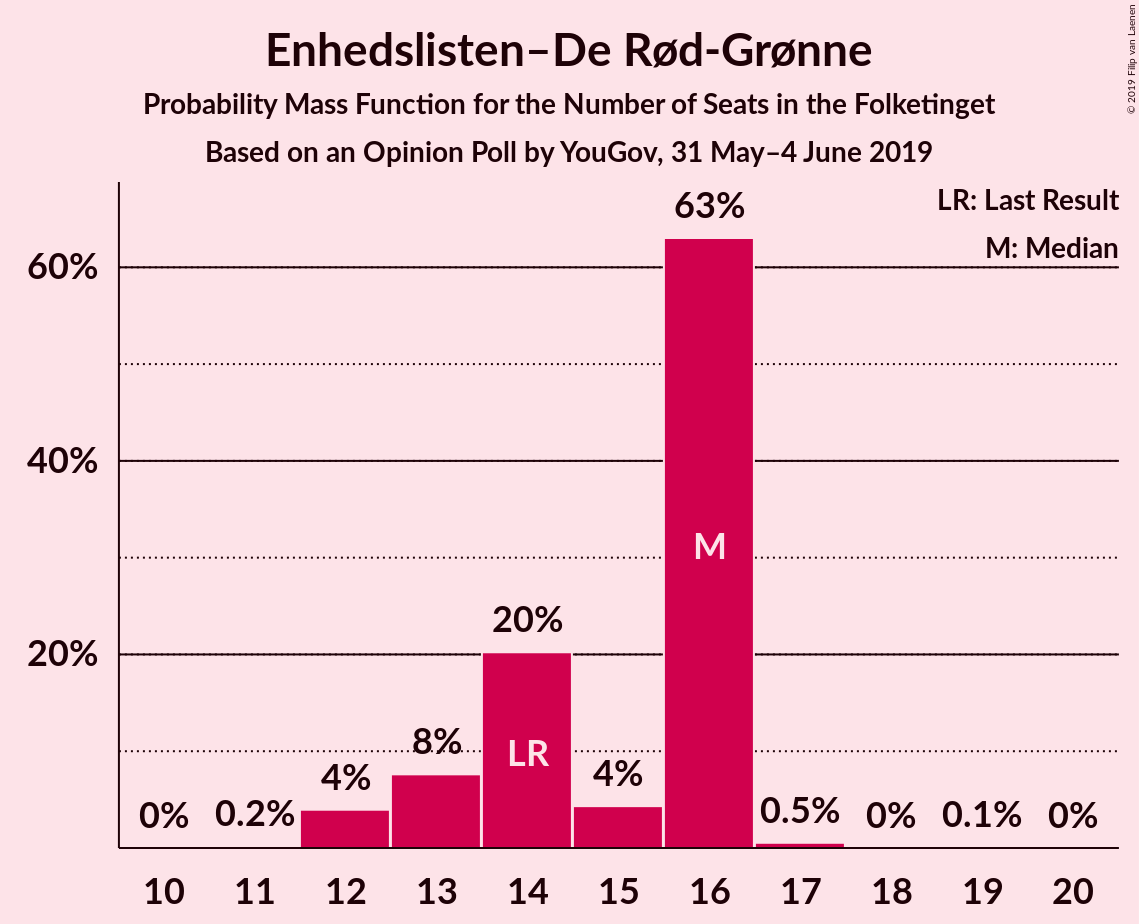 Enhedslisten–De Rød-Grønne
Probability Mass Function for the Number of Seats in the Folketinget
Based on an Opinion Poll by YouGov, 31 May–4 June 2019
© 2019 Filip van Laenen
LR: Last Result
M: Median
60%
40%
20%
0%
0.2%
4%
8%
20%
4%
63%
0.5%
0%
0.1%
0%
LR
M
10 11 12 13 14 15 16 17 18 19 20